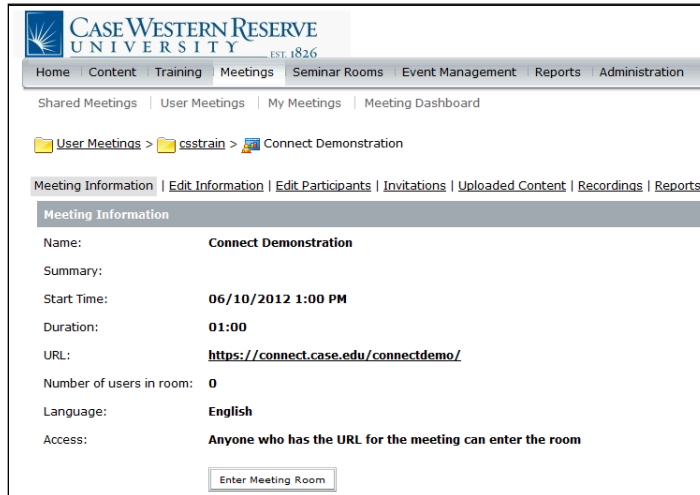 CASE WESTERN RESERVE
UNIVERSITY EST. 1826
Home Content Training Meetings Seminar Rooms Event Management Reports Administration
Shared Meetings | User Meetings | My Meetings | Meeting Dashboard
User Meetings > csstrain > Connect Demonstration
Meeting Information | Edit Information | Edit Participants | Invitations | Uploaded Content | Recordings | Reports
Meeting Information
Name: Connect Demonstration
Summary:
Start Time: 06/10/2012 1:00 PM
Duration: 01:00
URL: https://connect.case.edu/connectdemo/
Number of users in room: 0
Language: English
Access: Anyone who has the URL for the meeting can enter the room
Enter Meeting Room